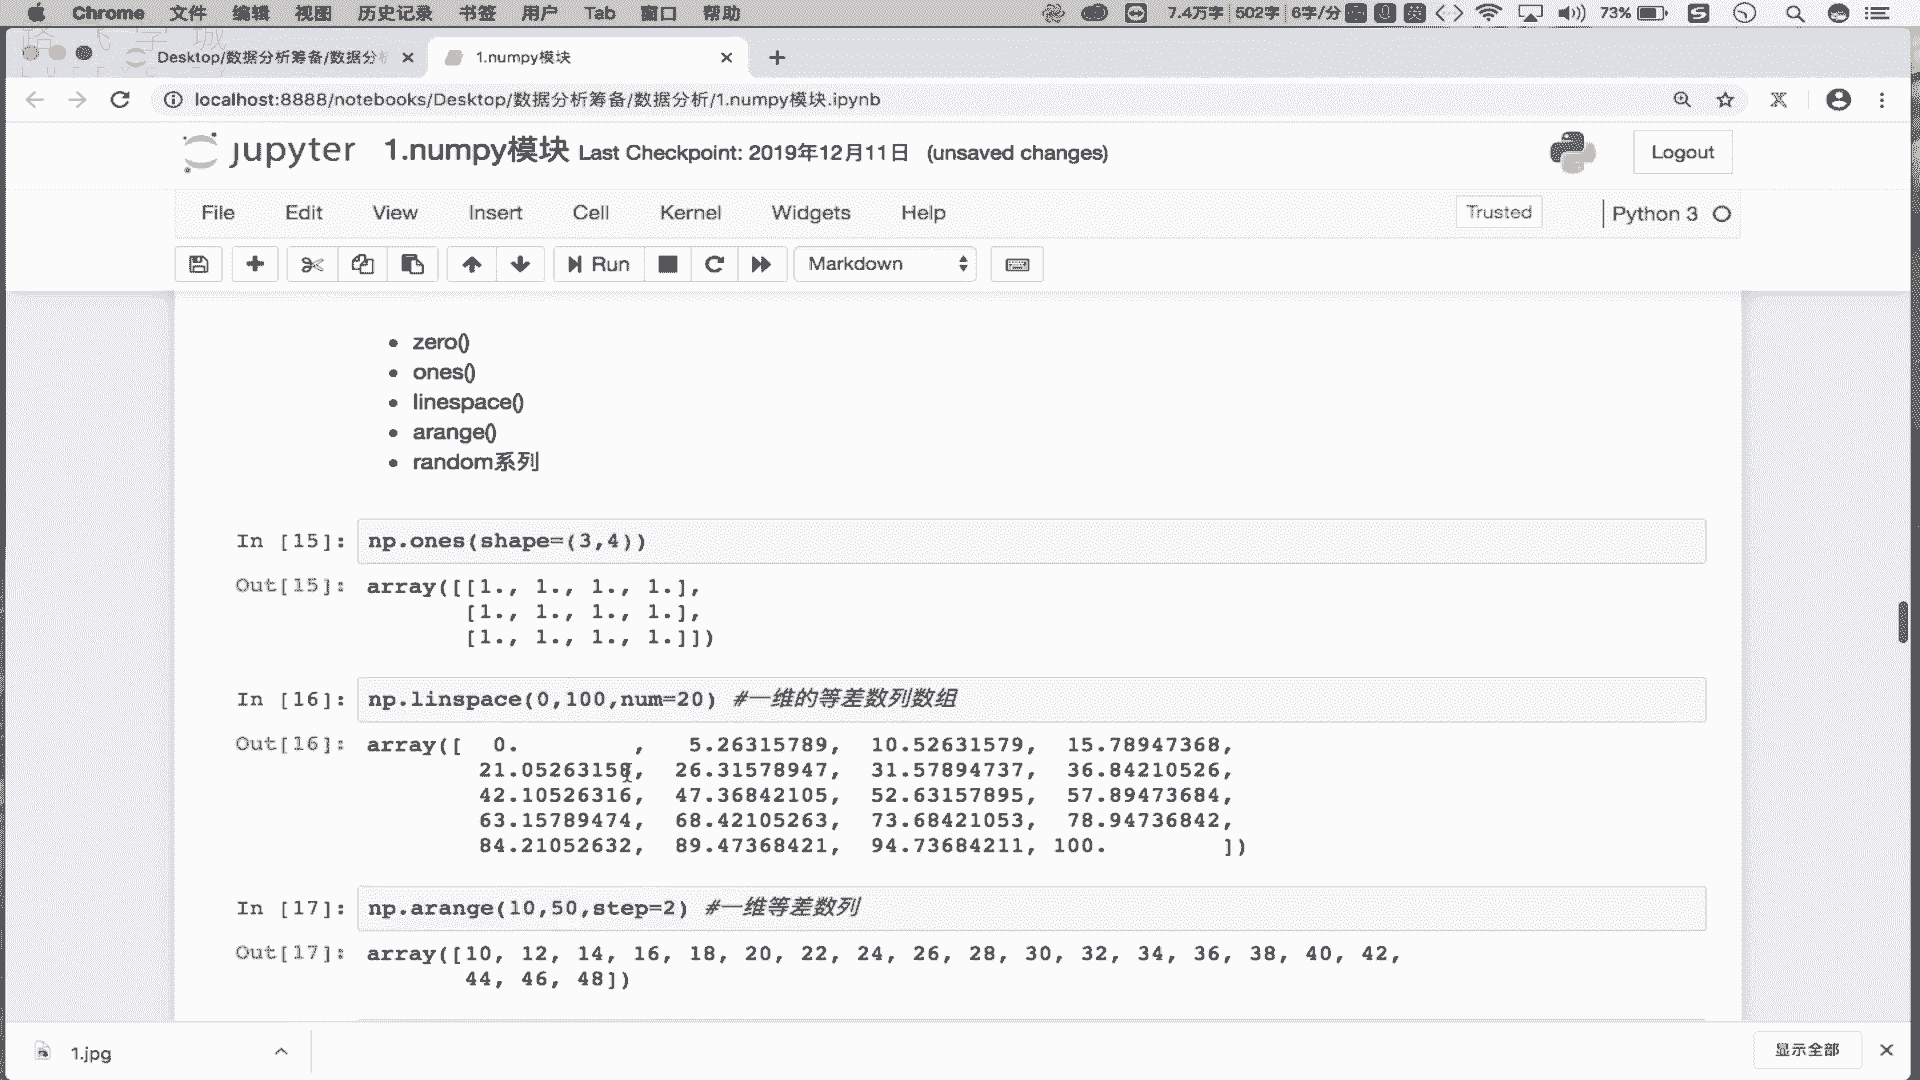 Chrome 文件 编辑 视图 历史记录 书签 用户 Tab 窗口 帮助 7.4万字 502字 6字/分 英 73%
Desktop/数据分析筹备/数据分析 1.numpy模块
localhost:8888/notebooks/Desktop/数据分析筹备/数据分析/1.numpy模块.ipynb
jupyter 1.numpy模块 Last Checkpoint: 2019年12月11日 (unsaved changes) Logout
File Edit View Insert Cell Kernel Widgets Help Trusted Python 3
Run Markdown
zero()
ones()
linespace()
arange()
random系列
In [15]: np.ones(shape=(3,4))
Out[15]: array([[1., 1., 1., 1.],
[1., 1., 1., 1.],
[1., 1., 1., 1.]])
In [16]: np.linspace(0,100,num=20) #一维的等差数列数组
Out[16]: array([ 0. , 5.26315789, 10.52631579, 15.78947368,
21.05263158, 26.31578947, 31.57894737, 36.84210526,
42.10526316, 47.36842105, 52.63157895, 57.89473684,
63.15789474, 68.42105263, 73.68421053, 78.94736842,
84.21052632, 89.47368421, 94.73684211, 100. ])
In [17]: np.arange(10,50,step=2) #一维等差数列
Out[17]: array([10, 12, 14, 16, 18, 20, 22, 24, 26, 28, 30, 32, 34, 36, 38, 40, 42,
44, 46, 48])
1.jpg 显示全部